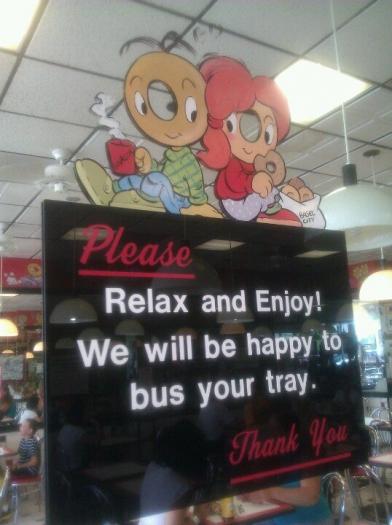 BAGEL
CITY
Please
Relax and Enjoy!
We will be happy to
bus your tray.
Thank You